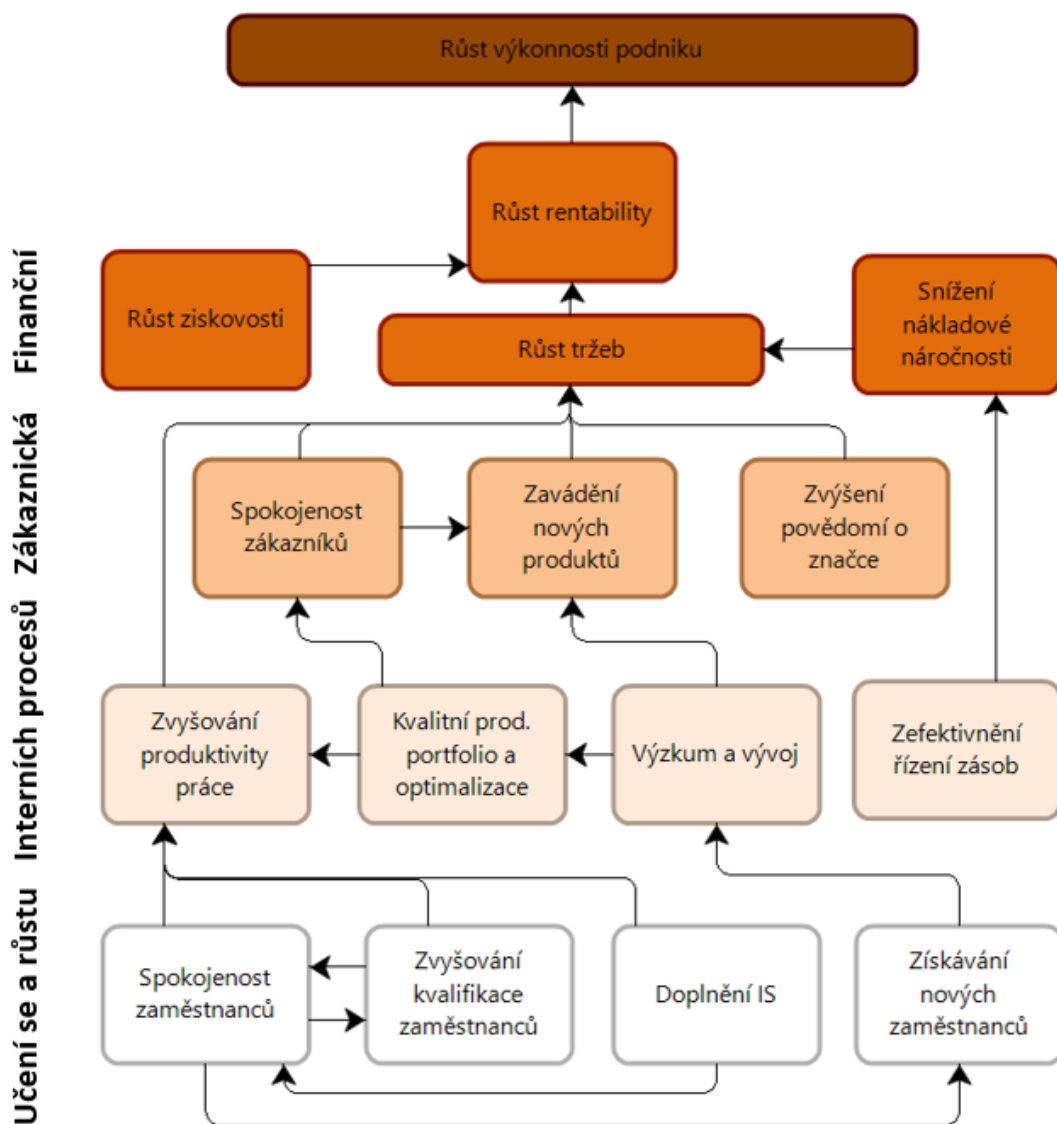 Růst výkonnosti podniku
Finanční
Růst rentability
Růst ziskovosti
Růst tržeb
Snížení
nákladové
náročnosti
Zákaznická
Spokojenost
zákazníků
Zavádění
nových
produktů
Zvýšení
povědomí o
značce
Interních procesů
Zvyšování
produktivity
práce
Kvalitní prod.
portfolio a
optimalizace
Výzkum a vývoj
Zefektivnění
řízení zásob
Učení se a růstu
Spokojenost
zaměstnanců
Zvyšování
kvalifikace
zaměstnanců
Doplnění IS
Získávání
nových
zaměstnanců